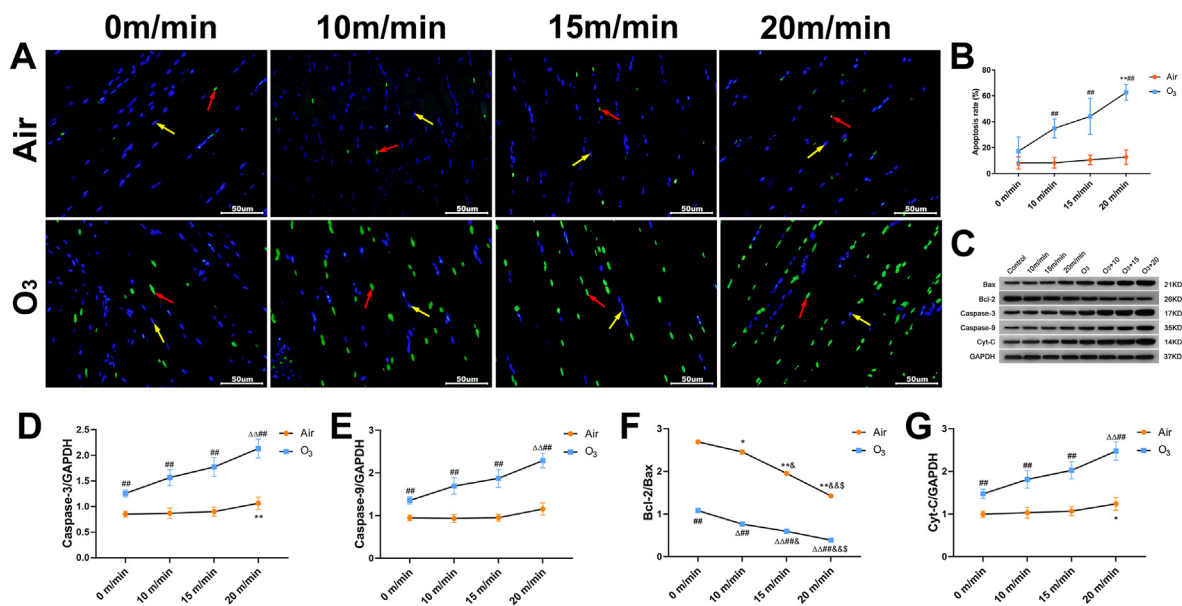 0m/min 10m/min 15m/min 20m/min
A
Air
50um 50um 50um 50um
O₃
50um 50um 50um 50um
B
Air
O₃
Apoptosis rate (%)
80
60
40
20
0
##
##
**##
0 m/min 10 m/min 15 m/min 20 m/min
C
Control 10m/min 15m/min 20m/min O₃ O₃+10 O₃+15 O₃+20
Bax 21KD
Bcl-2 26KD
Caspase-3 17KD
Caspase-9 35KD
Cyt-C 14KD
GAPDH 37KD
D
Air
O₃
Caspase-3/GAPDH
2.5
2.0
1.5
1.0
0.5
0.0
##
##
##
ΔΔ##
**
0 m/min 10 m/min 15 m/min 20 m/min
E
Air
O₃
Caspase-9/GAPDH
3
2
1
0
##
##
##
ΔΔ##
0 m/min 10 m/min 15 m/min 20 m/min
F
Air
O₃
Bcl-2/Bax
3
2
1
0
*
**&
**&&$
##
Δ##
ΔΔ##&
ΔΔ##&&$
0 m/min 10 m/min 15 m/min 20 m/min
G
Air
O₃
Cyt-C/GAPDH
3
2
1
0
##
##
##
ΔΔ##
*
0 m/min 10 m/min 15 m/min 20 m/min